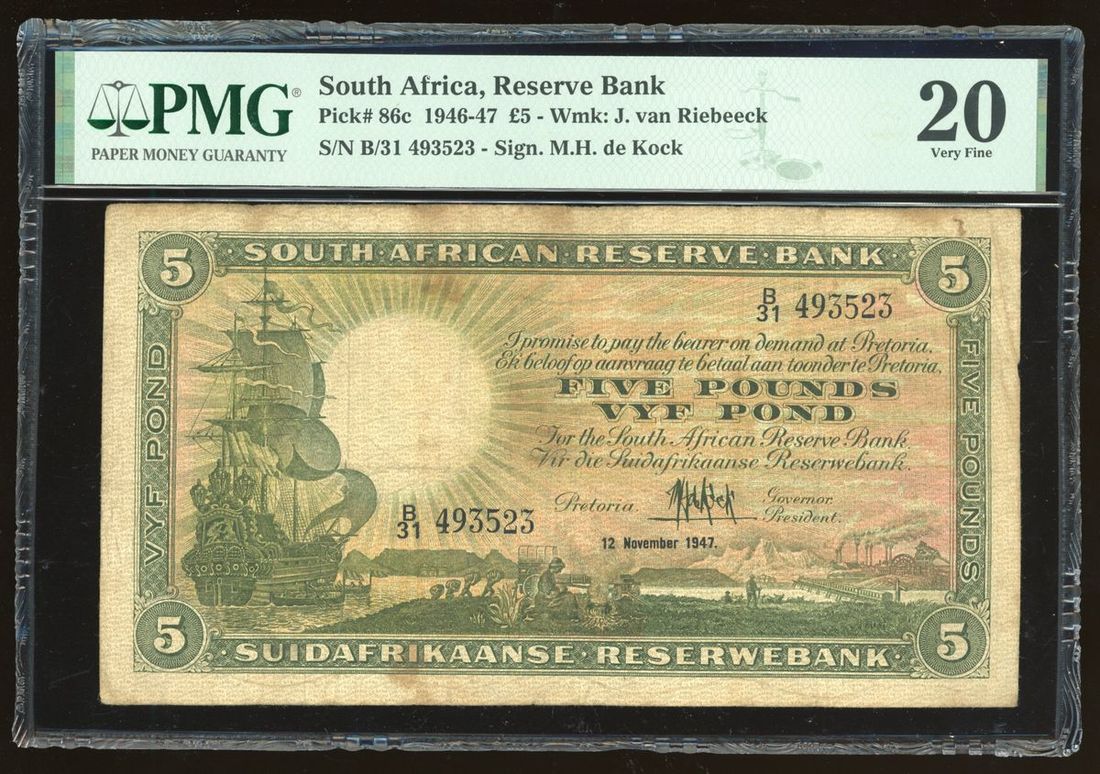 PMG®
PAPER MONEY GUARANTY
South Africa, Reserve Bank
Pick# 86c 1946-47 £5 - Wmk: J. van Riebeeck
S/N B/31 493523 - Sign. M.H. de Kock
20
Very Fine
5 · SOUTH · AFRICAN · RESERVE · BANK · 5
B/31 493523
I promise to pay the bearer on demand at Pretoria.
Ek beloof op aanvraag te betaal aan toonder te Pretoria,
FIVE POUNDS
VYF POND
For the South African Reserve Bank
Vir die Suidafrikaanse Reserwebank.
Pretoria. M H de Kock Governor.
President.
B/31 493523
12 November 1947.
VYF POND
FIVE POUNDS
5 · SUIDAFRIKAANSE · RESERWEBANK · 5